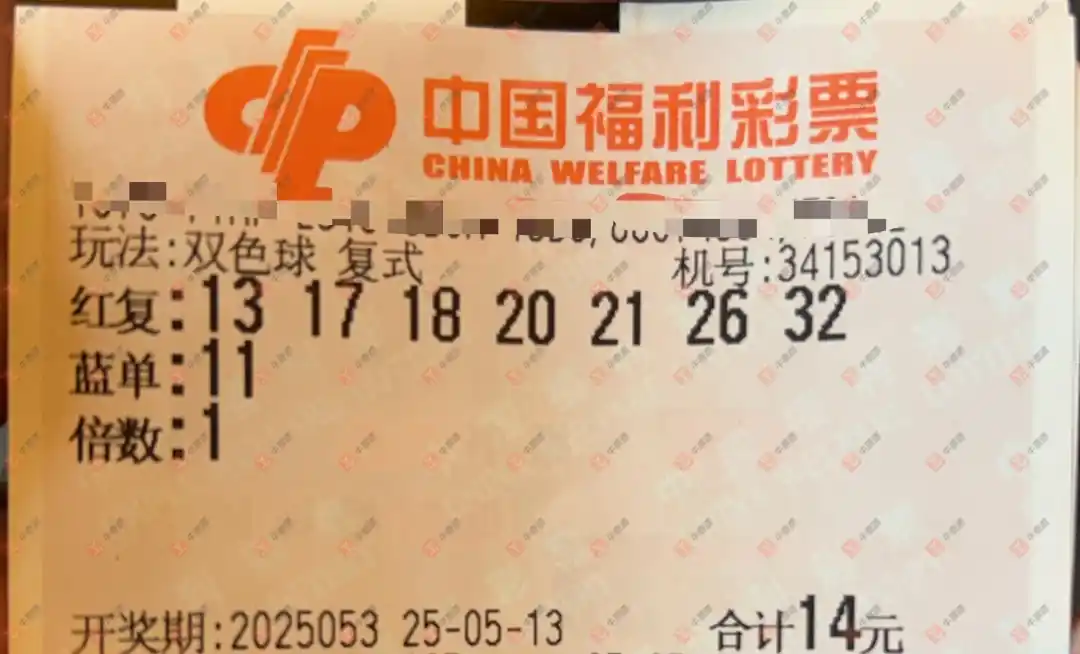 中国福利彩票
CHINA WELFARE LOTTERY
玩法:双色球 复式 机号:34153013
红复:13 17 18 20 21 26 32
蓝单:11
倍数:1
开奖期:2025053 25-05-13 合计14元